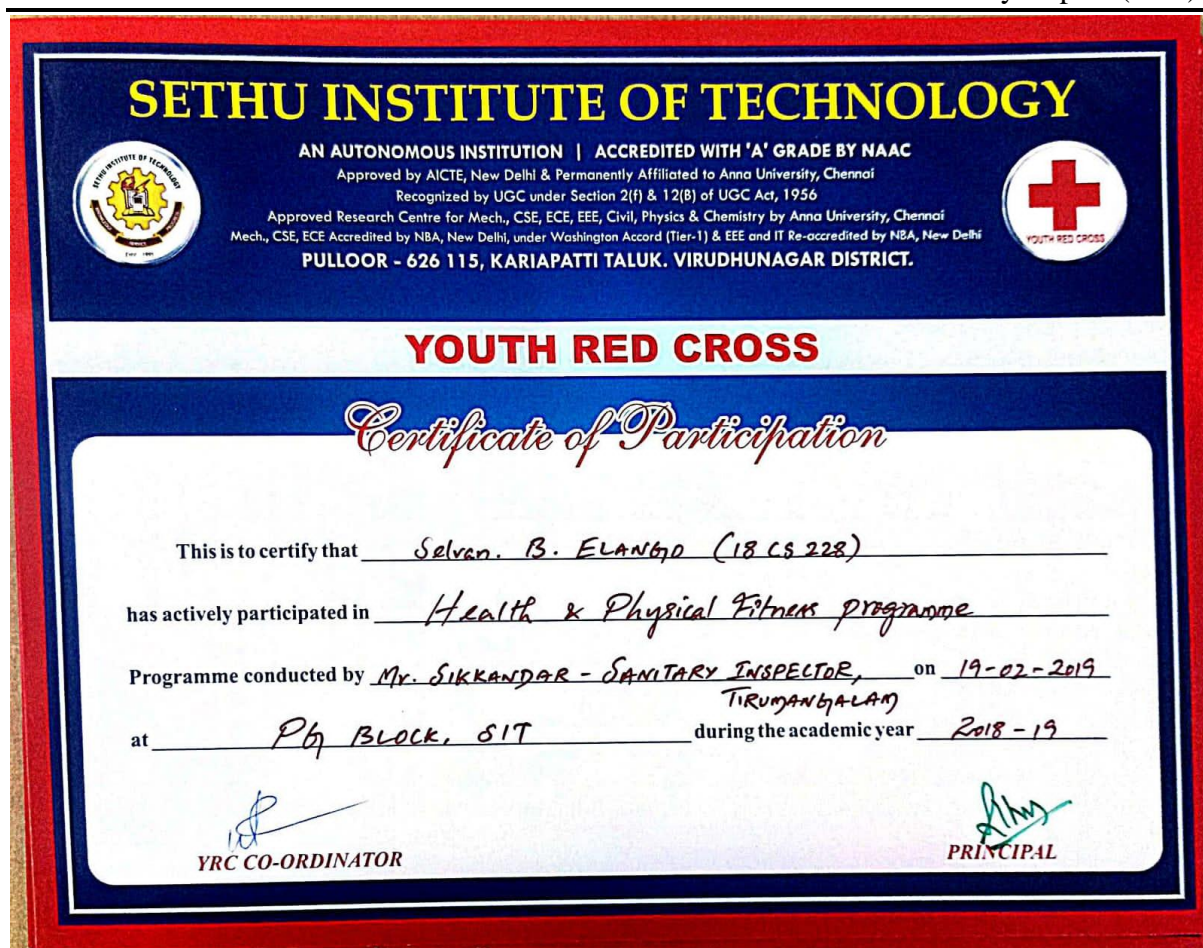 SETHU INSTITUTE OF TECHNOLOGY
AN AUTONOMOUS INSTITUTION | ACCREDITED WITH 'A' GRADE BY NAAC
Approved by AICTE, New Delhi & Permanently Affiliated to Anna University, Chennai
Recognized by UGC under Section 2(f) & 12(B) of UGC Act, 1956
Approved Research Centre for Mech., CSE, ECE, EEE, Civil, Physics & Chemistry by Anna University, Chennai
Mech., CSE, ECE Accredited by NBA, New Delhi, under Washington Accord (Tier-1) & EEE and IT Re-accredited by NBA, New Delhi
PULLOOR - 626 115, KARIAPATTI TALUK. VIRUDHUNAGAR DISTRICT.
SETHU INSTITUTE OF TECHNOLOGY
YOUTH RED CROSS
YOUTH RED CROSS
Certificate of Participation
This is to certify that Selvan. B. ELANGO (18 CS 228)
has actively participated in Health & Physical Fitness programme
Programme conducted by Mr. SIKKANDAR - SANITARY INSPECTOR, on 19-02-2019
TIRUMANGALAM
at PG BLOCK, SIT during the academic year 2018 - 19
YRC CO-ORDINATOR
PRINCIPAL